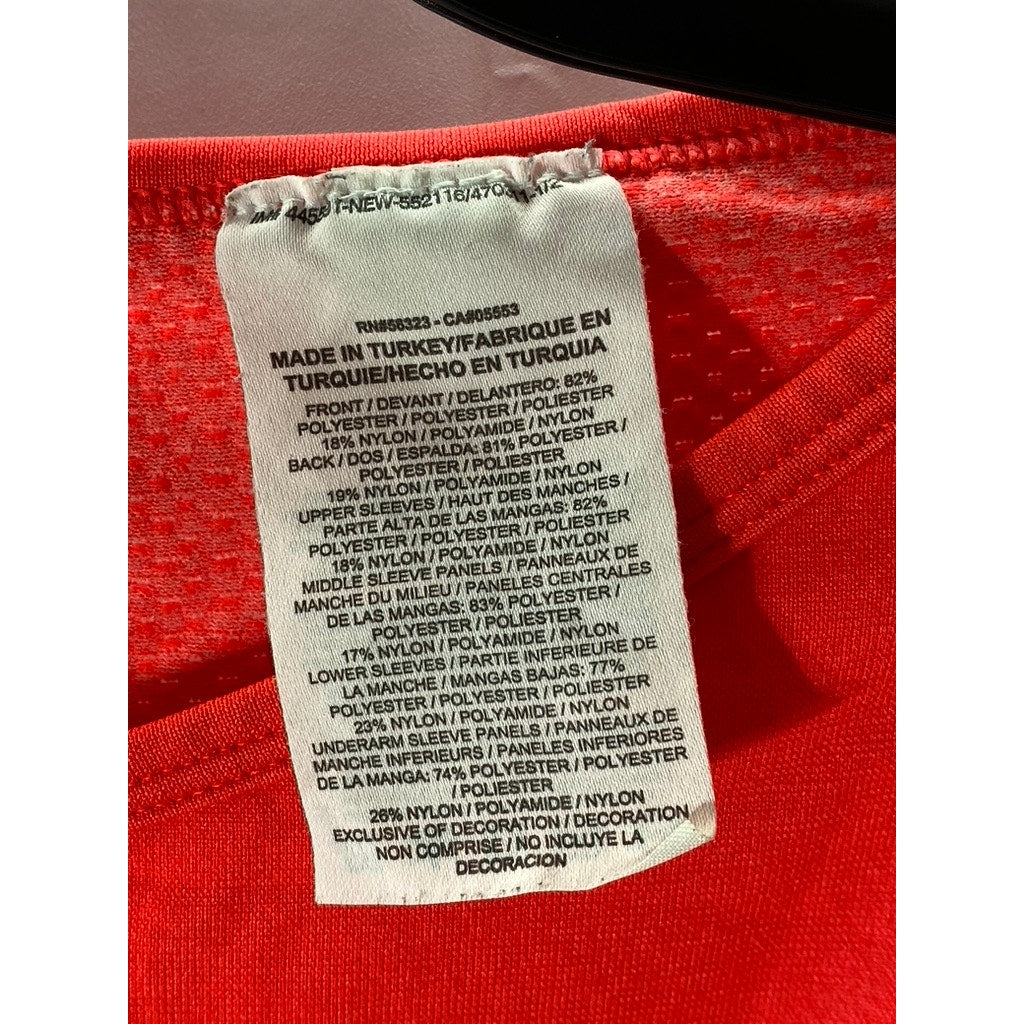 T-NEW-552116/470
RN#56323 - CA#05553
MADE IN TURKEY/FABRIQUE EN
TURQUIE/HECHO EN TURQUIA
FRONT / DEVANT / DELANTERO: 82%
POLYESTER / POLYESTER / POLIESTER
18% NYLON / POLYAMIDE / NYLON
BACK / DOS / ESPALDA: 81% POLYESTER /
POLYESTER / POLIESTER
19% NYLON / POLYAMIDE / NYLON
UPPER SLEEVES / HAUT DES MANCHES /
PARTE ALTA DE LAS MANGAS: 82%
POLYESTER / POLYESTER / POLIESTER
18% NYLON / POLYAMIDE / NYLON
MIDDLE SLEEVE PANELS / PANNEAUX DE
MANCHE DU MILIEU / PANELES CENTRALES
DE LAS MANGAS: 83% POLYESTER /
POLYESTER / POLIESTER
17% NYLON / POLYAMIDE / NYLON
LOWER SLEEVES / PARTIE INFERIEURE DE
LA MANCHE / MANGAS BAJAS: 77%
POLYESTER / POLYESTER / POLIESTER
23% NYLON / POLYAMIDE / NYLON
UNDERARM SLEEVE PANELS / PANNEAUX DE
MANCHE INFERIEURS / PANELES INFERIORES
DE LA MANGA: 74% POLYESTER / POLYESTER
/ POLIESTER
26% NYLON / POLYAMIDE / NYLON
EXCLUSIVE OF DECORATION / DECORATION
NON COMPRISE / NO INCLUYE LA
DECORACION